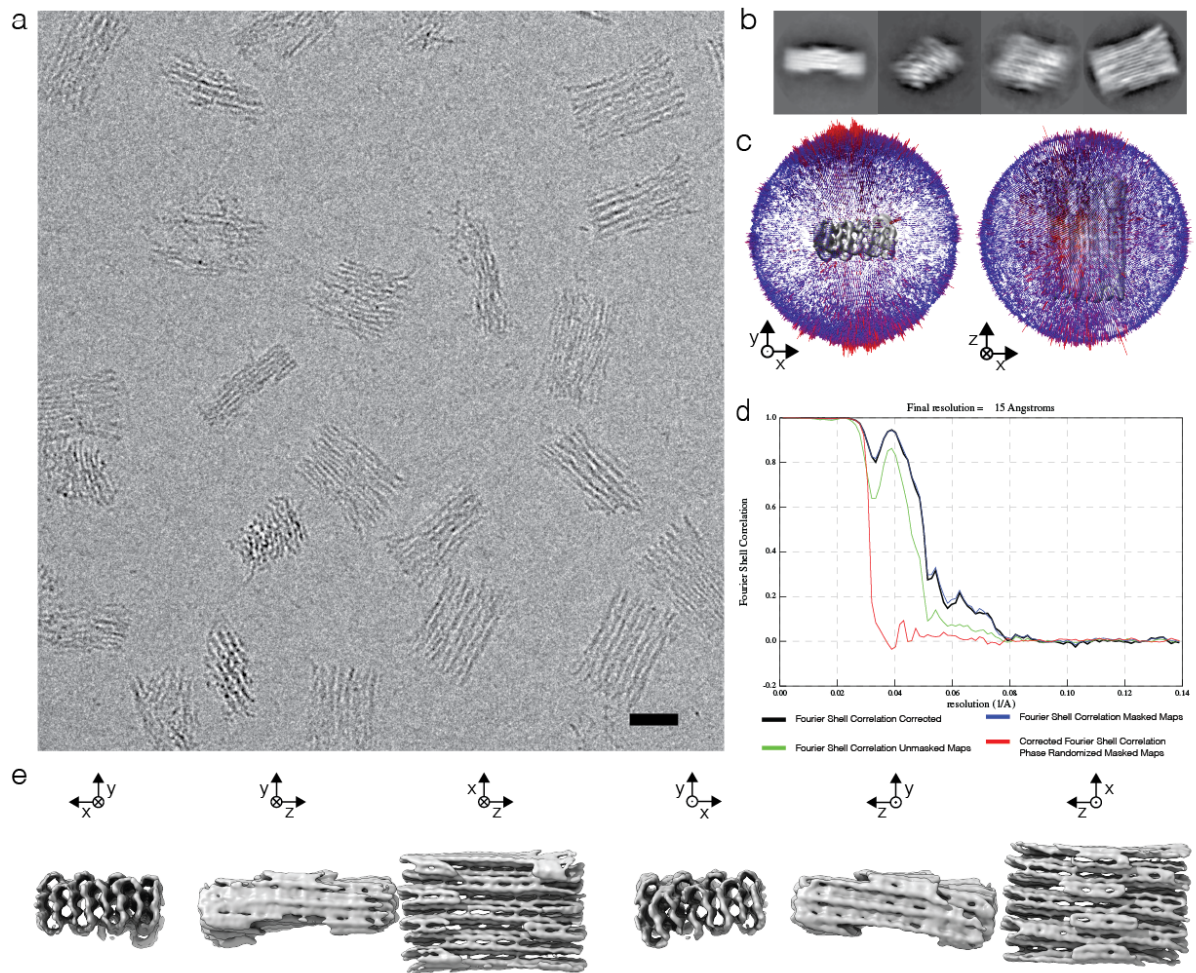 a
b
c
y
x
z
x
d
Final resolution = 15 Angstroms
1.0
0.8
0.6
0.4
0.2
0.0
-0.2
Fourier Shell Correlation
0.00
0.02
0.04
0.06
0.08
0.10
0.12
0.14
resolution (1/A)
Fourier Shell Correlation Corrected
Fourier Shell Correlation Masked Maps
Fourier Shell Correlation Unmasked Maps
Corrected Fourier Shell Correlation
Phase Randomized Masked Maps
e
y
x
y
z
x
z
y
x
y
z
x
z